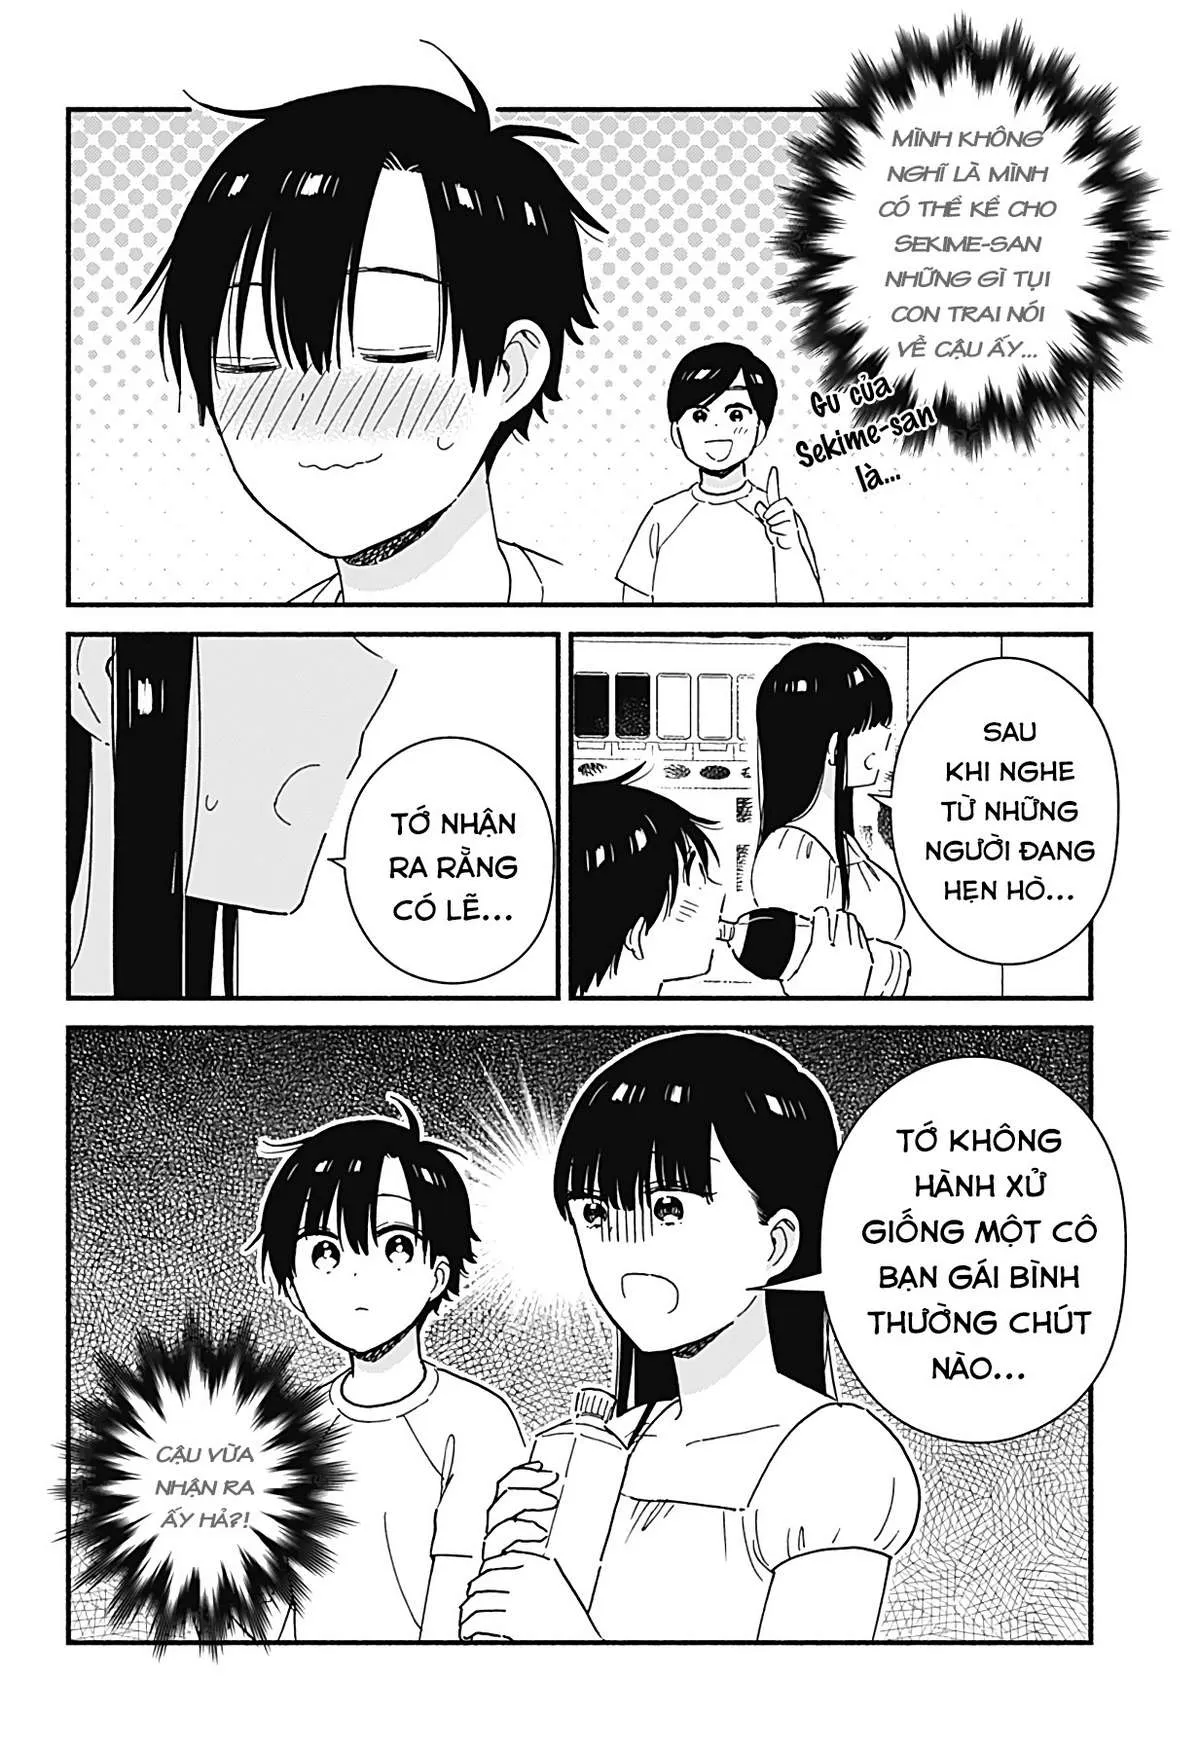 MÌNH KHÔNG
NGHĨ LÀ MÌNH
CÓ THỂ KỂ CHO
SEKIME-SAN
NHỮNG GÌ TỤI
CON TRAI NÓI
VỀ CẬU ẤY...
Gu của
Sekime-san
là...
SAU
KHI NGHE
TỪ NHỮNG
NGƯỜI ĐANG
HẸN HÒ...
TỚ NHẬN
RA RẰNG
CÓ LẼ...
TỚ KHÔNG
HÀNH XỬ
GIỐNG MỘT CÔ
BẠN GÁI BÌNH
THƯỜNG CHÚT
NÀO...
CẬU VỪA
NHẬN RA
ẤY HẢ?!